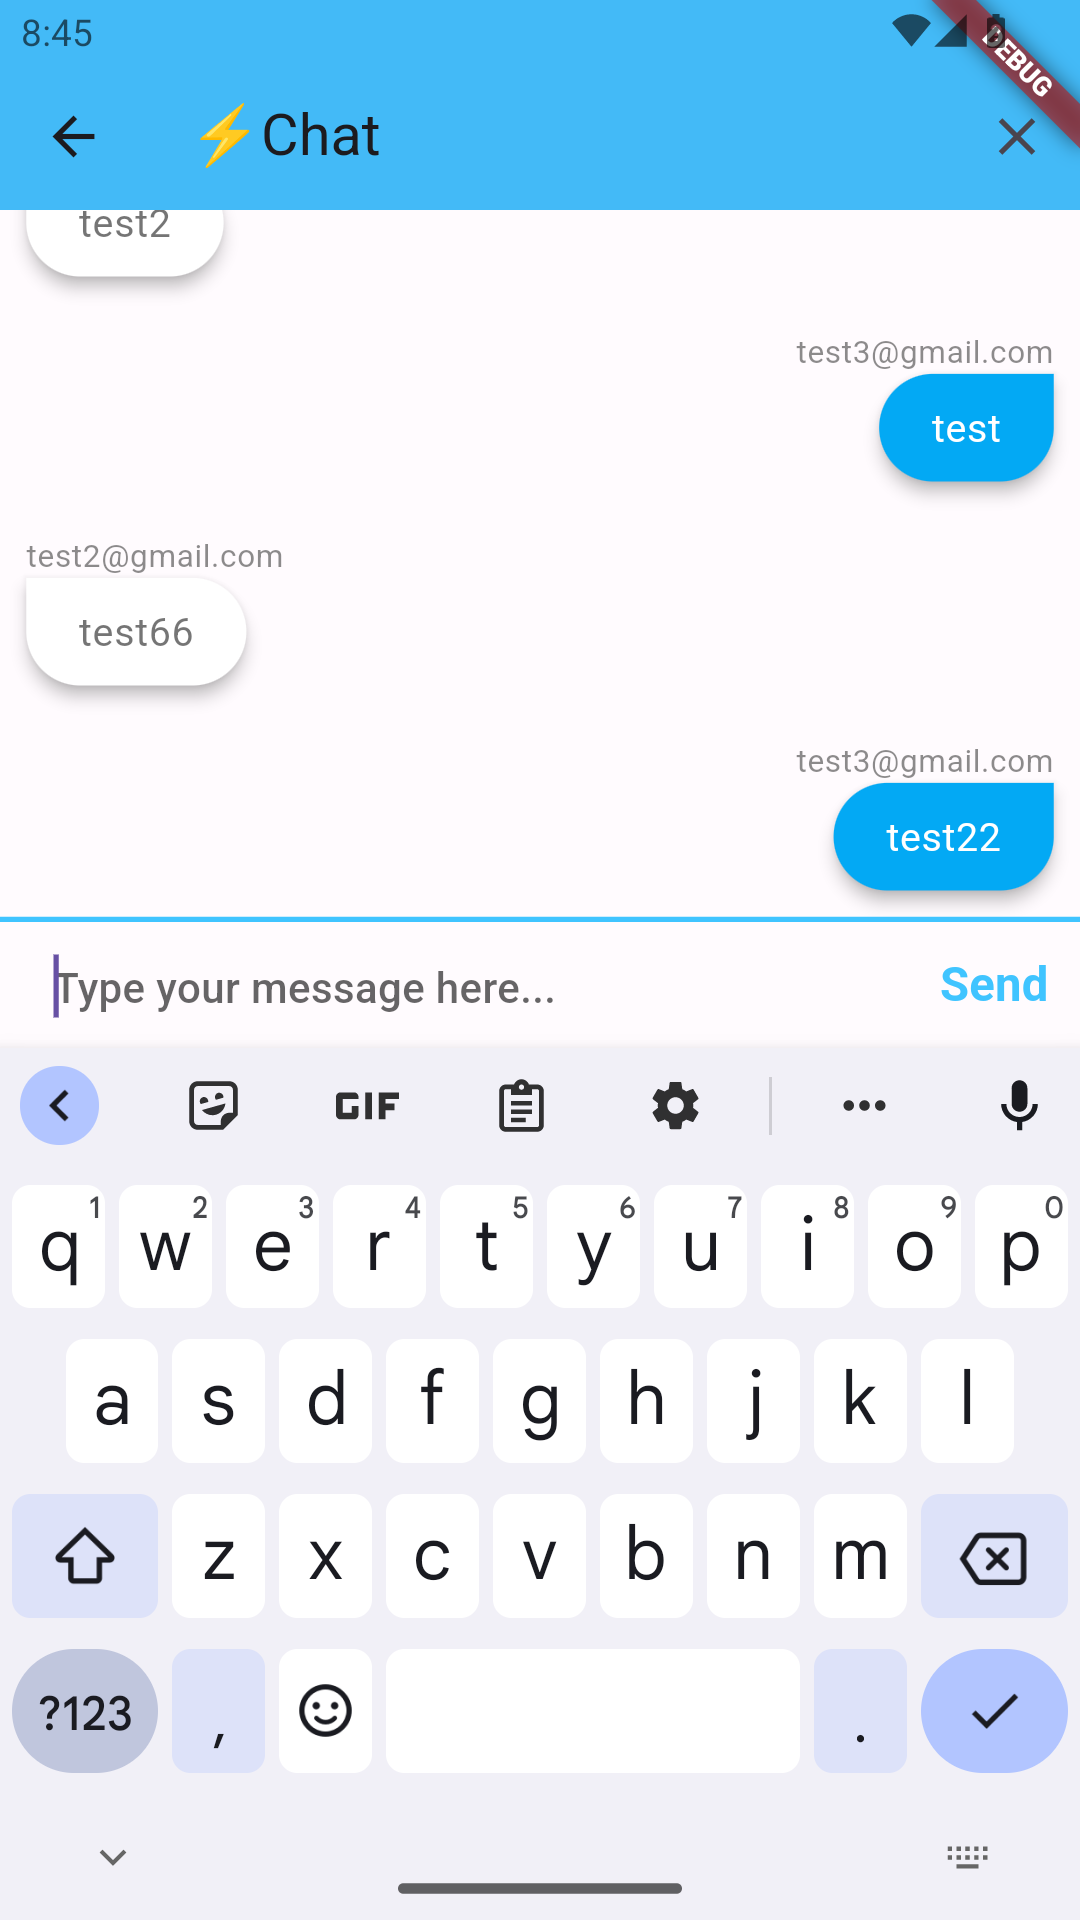 8:45
DEBUG
⚡Chat
test2
test3@gmail.com
test
test2@gmail.com
test66
test3@gmail.com
test22
Type your message here...
Send
GIF
1 2 3 4 5 6 7 8 9 0
q w e r t y u i o p
a s d f g h j k l
z x c v b n m
?123 , .